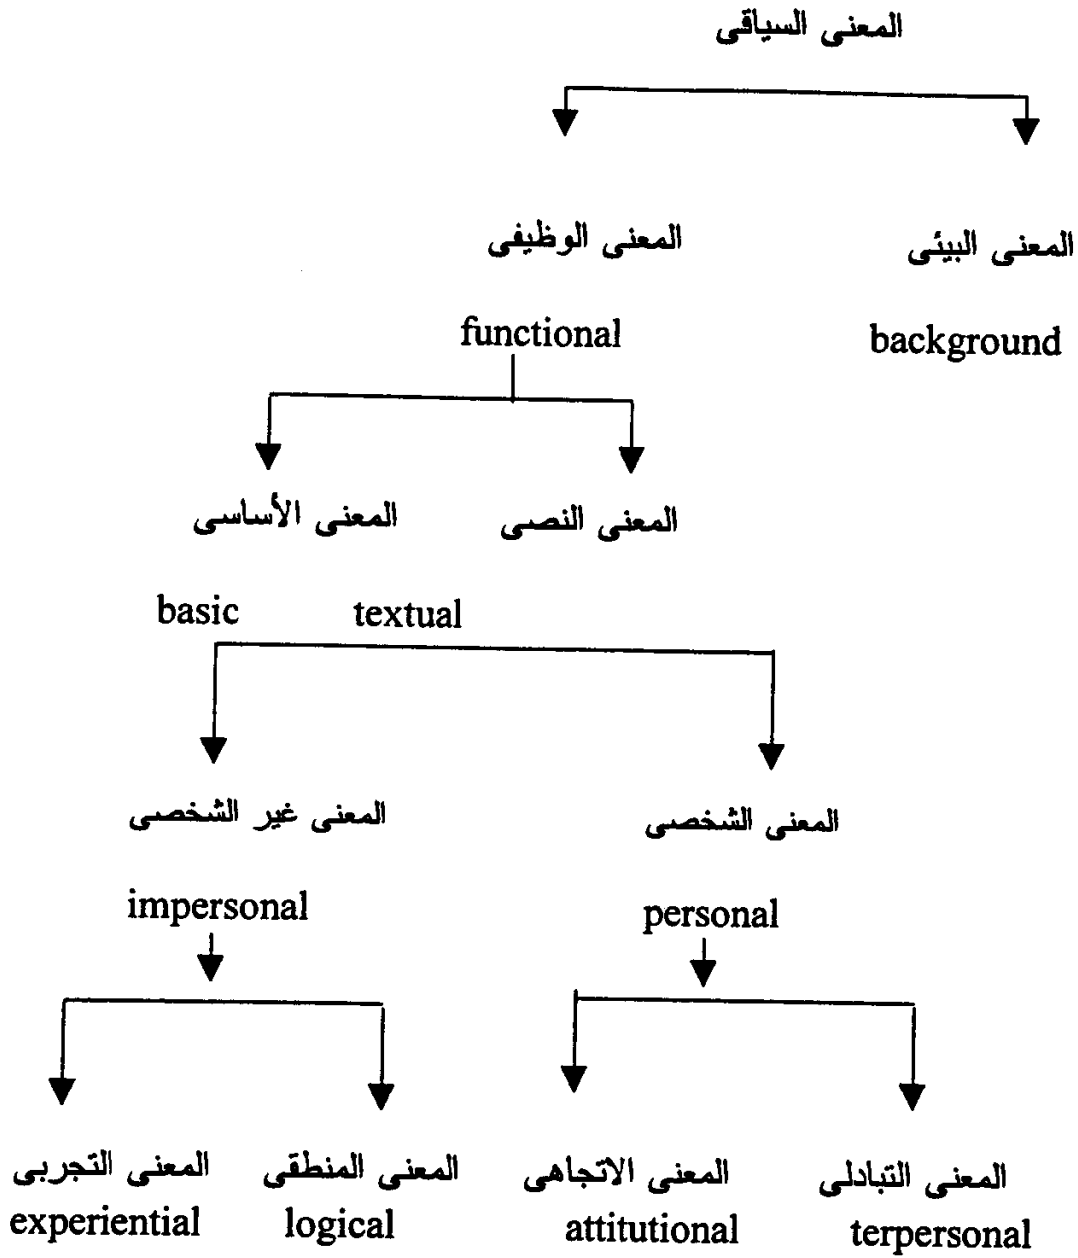 المعنى السياقى
المعنى البيئى
المعنى الوظيفى
background
functional
المعنى النصى
المعنى الأساسى
basic
textual
المعنى الشخصى
المعنى غير الشخصى
personal
impersonal
المعنى التبادلى
المعنى الاتجاهى
المعنى المنطقى
المعنى التجربى
terpersonal
attitutional
logical
experiential